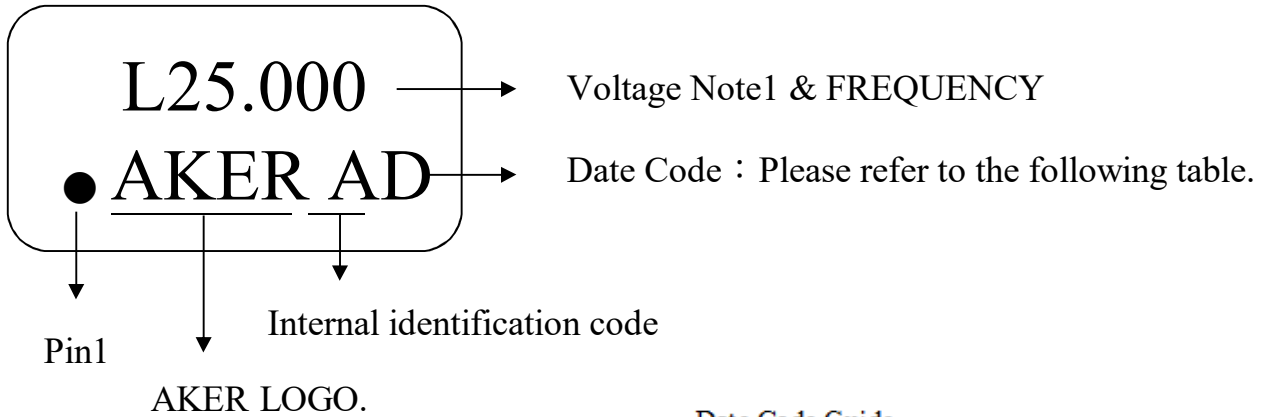 L25.000
Voltage Note1 & FREQUENCY
● AKER AD
Date Code：Please refer to the following table.
Internal identification code
Pin1
AKER LOGO.
Date Code Guide